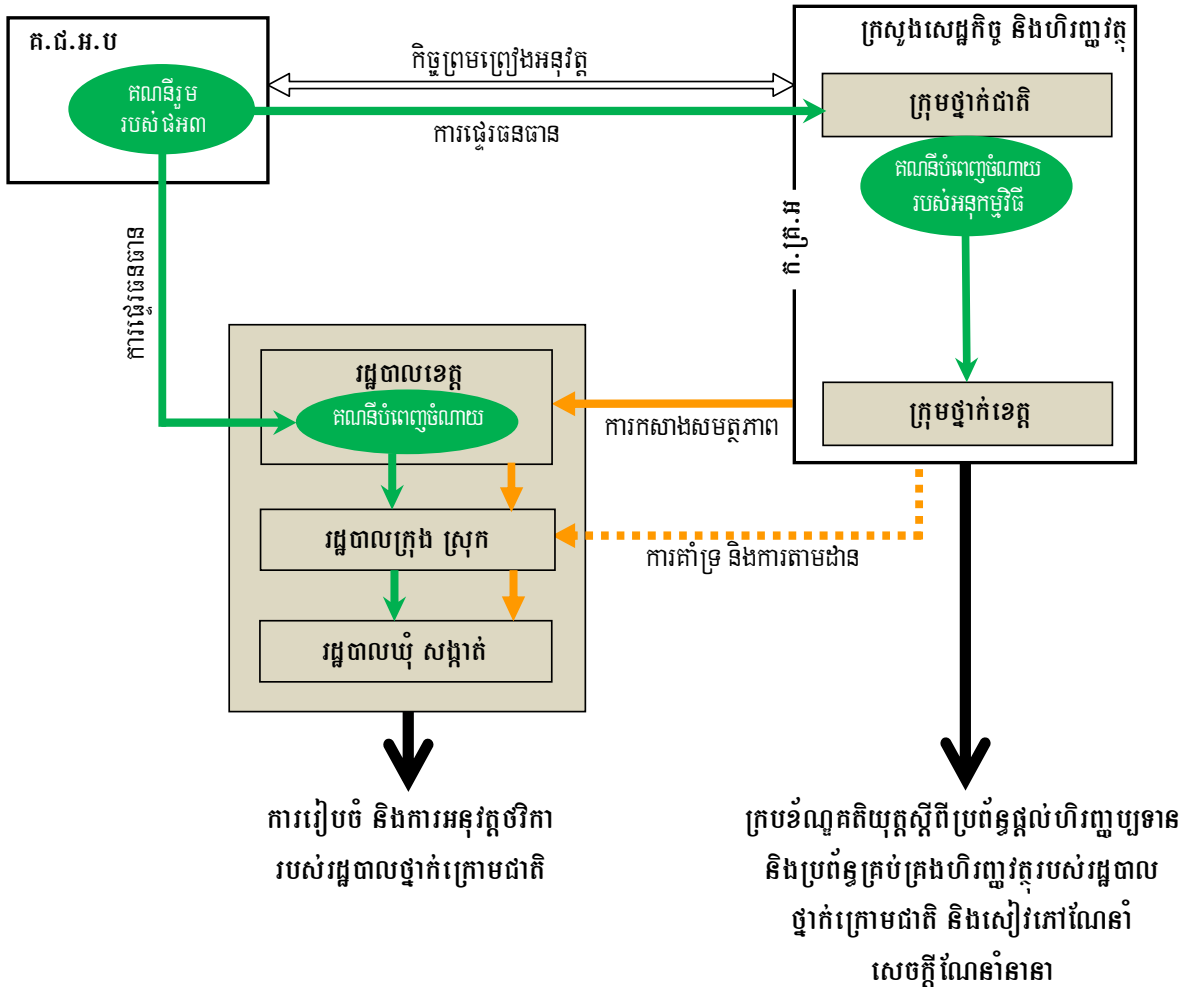 គ.ជ.អ.ប
ក្រសួងសេដ្ឋកិច្ច និងហិរញ្ញវត្ថុ
កិច្ចព្រមព្រៀងអនុវត្ត
គណនីរួម
របស់ ផអ៣
ក្រុមថ្នាក់ជាតិ
ការផ្ទេរធនធាន
គណនីបំពេញចំណាយ
របស់អនុកម្មវិធី
ក.គ្រ.អ
ការផ្ទេរធនធាន
រដ្ឋបាលខេត្ត
គណនីបំពេញចំណាយ
ក្រុមថ្នាក់ខេត្ត
ការកសាងសមត្ថភាព
រដ្ឋបាលក្រុង ស្រុក
ការគាំទ្រ និងការតាមដាន
រដ្ឋបាលឃុំ សង្កាត់
ការរៀបចំ និងការអនុវត្តថវិកា
របស់រដ្ឋបាលថ្នាក់ក្រោមជាតិ
ក្របខ័ណ្ឌគតិយុត្តស្តីពីប្រព័ន្ធផ្តល់ហិរញ្ញប្បទាន
និងប្រព័ន្ធគ្រប់គ្រងហិរញ្ញវត្ថុរបស់រដ្ឋបាល
ថ្នាក់ក្រោមជាតិ និងសៀវភៅណែនាំ
សេចក្តីណែនាំនានា